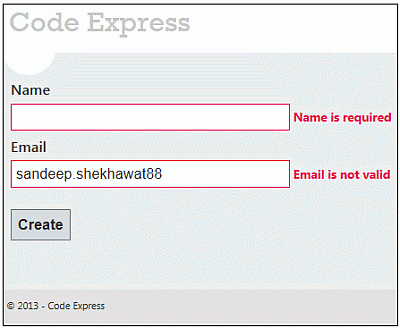 Code Express
Name
Name is required
Email
sandeep.shekhawat88 Email is not valid
Create
© 2013 - Code Express